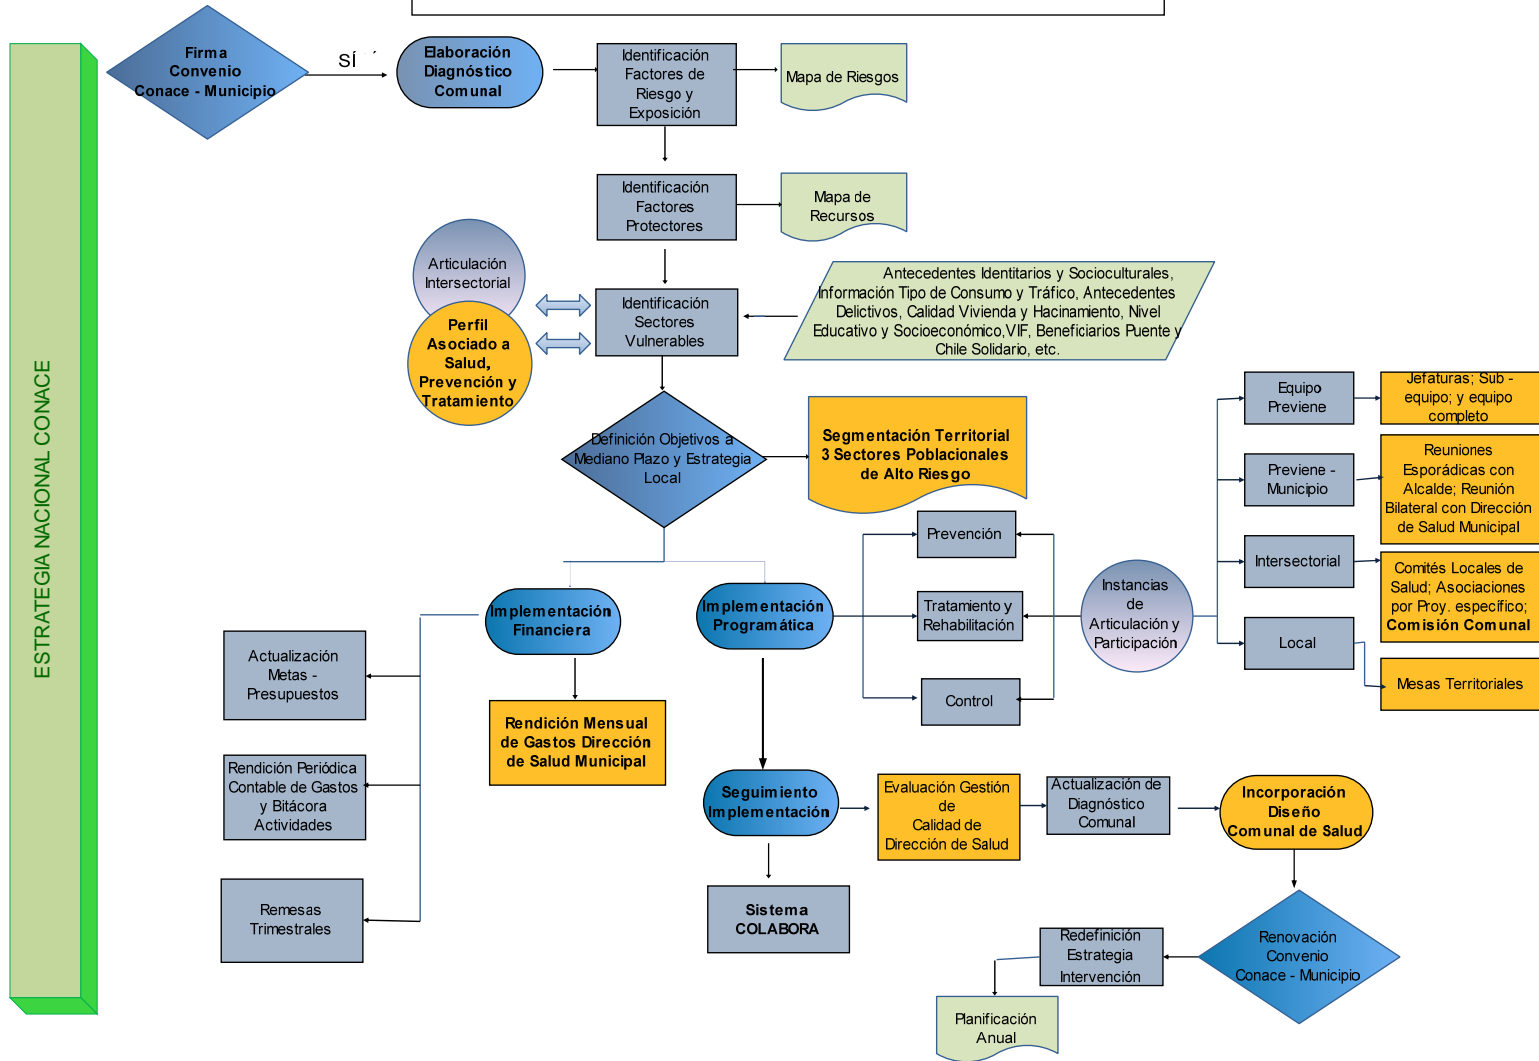 ESTRATEGIA NACIONAL CONACE
Firma
Convenio
Conace - Municipio
SÍ ´
Elaboración
Diagnóstico
Comunal
Identificación
Factores de
Riesgo y
Exposición
Mapa de Riesgos
Identificación
Factores
Protectores
Mapa de
Recursos
Articulación
Intersectorial
Perfil
Asociado a
Salud,
Prevención y
Tratamiento
Identificación
Sectores
Vulnerables
Antecedentes Identitarios y Socioculturales,
Información Tipo de Consumo y Tráfico, Antecedentes
Delictivos, Calidad Vivienda y Hacinamiento, Nivel
Educativo y Socioeconómico,VIF, Beneficiarios Puente y
Chile Solidario, etc.
Definición Objetivos a
Mediano Plazo y Estrategia
Local
Segmentación Territorial
3 Sectores Poblacionales
de Alto Riesgo
Equipo
Previene
Jefaturas; Sub -
equipo; y equipo
completo
Previene -
Municipio
Reuniones
Esporádicas con
Alcalde; Reunión
Bilateral con Dirección
de Salud Municipal
Intersectorial
Comités Locales de
Salud; Asociaciones
por Proy. específico;
Comisión Comunal
Local
Mesas Territoriales
Instancias
de
Articulación y
Participación
Prevención
Tratamiento y
Rehabilitación
Control
Implementación
Financiera
Implementación
Programática
Actualización
Metas -
Presupuestos
Rendición Periódica
Contable de Gastos
y Bitácora
Actividades
Remesas
Trimestrales
Rendición Mensual
de Gastos Dirección
de Salud Municipal
Seguimiento
Implementación
Sistema
COLABORA
Evaluación Gestión
de
Calidad de
Dirección de Salud
Actualización de
Diagnóstico
Comunal
Incorporación
Diseño
Comunal de Salud
Renovación
Convenio
Conace - Municipio
Redefinición
Estrategia
Intervención
Planificación
Anual